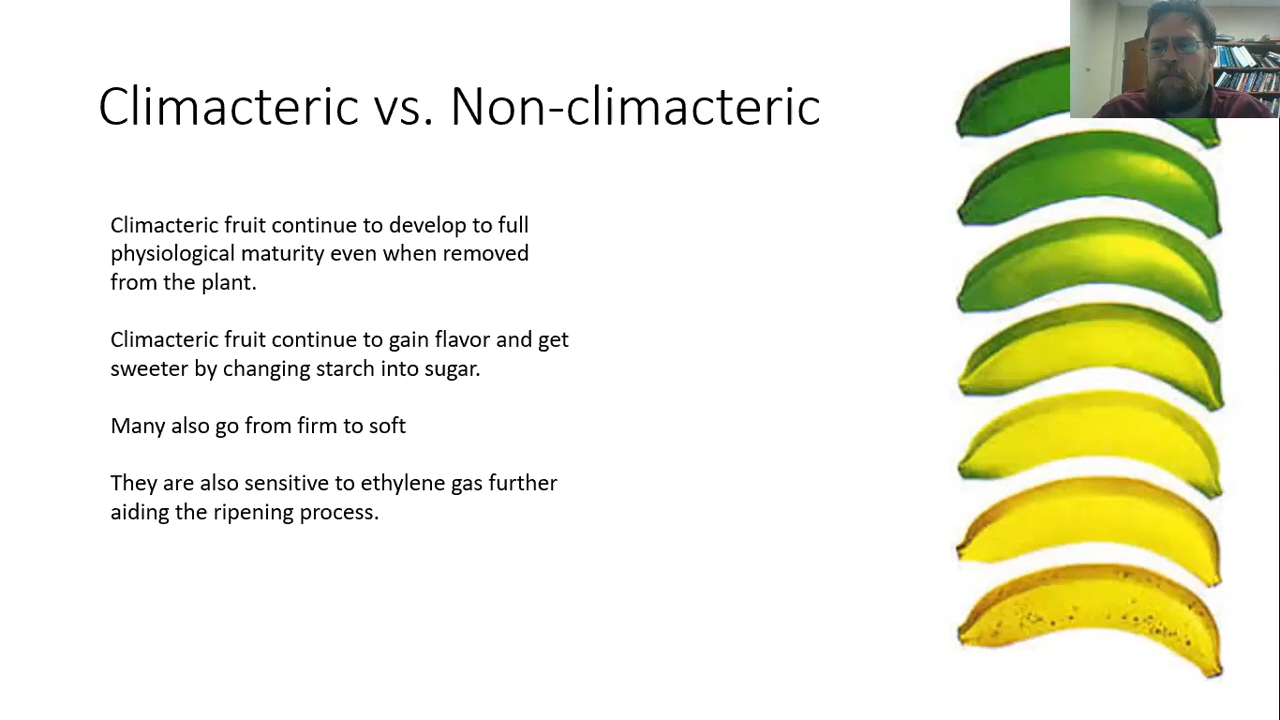 Climacteric vs. Non-climacteric
Climacteric fruit continue to develop to full
physiological maturity even when removed
from the plant.
Climacteric fruit continue to gain flavor and get
sweeter by changing starch into sugar.
Many also go from firm to soft
They are also sensitive to ethylene gas further
aiding the ripening process.